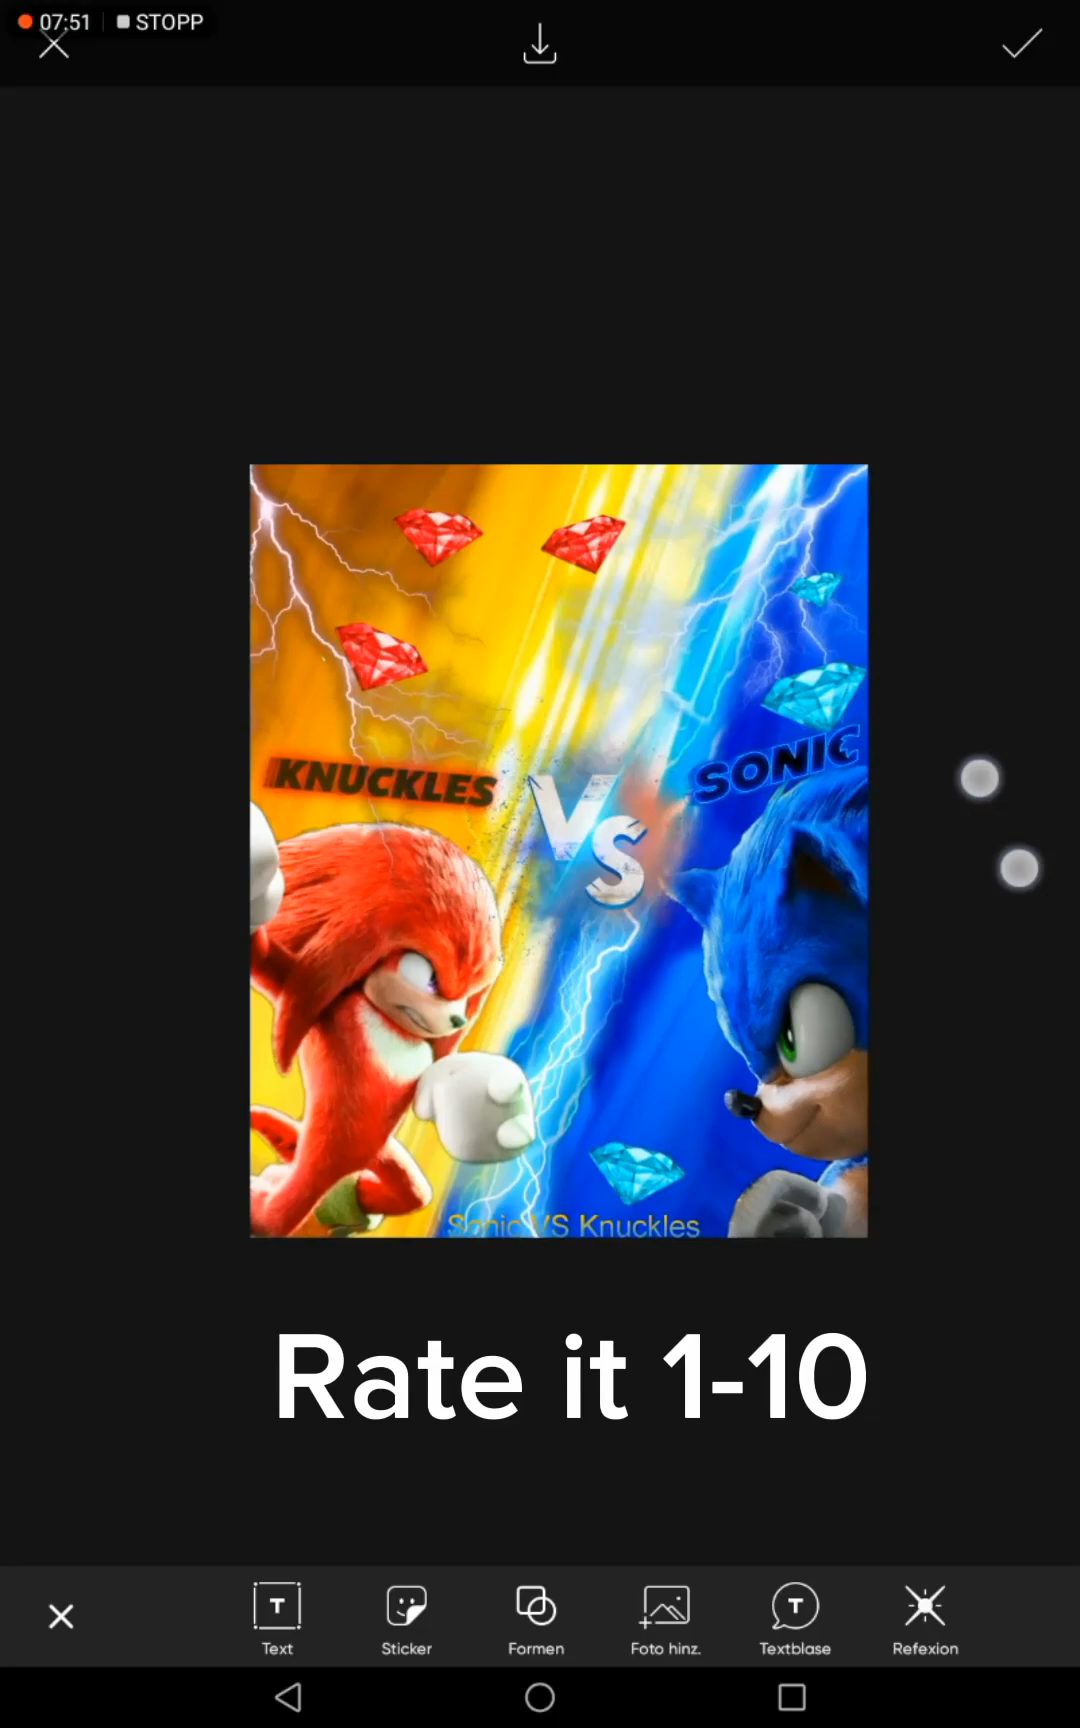 07:51 STOPP
KNUCKLES
VS
SONIC
Sonic VS Knuckles
Rate it 1-10
T
T
Text
Sticker
Formen
Foto hinz.
Textblase
Refexion